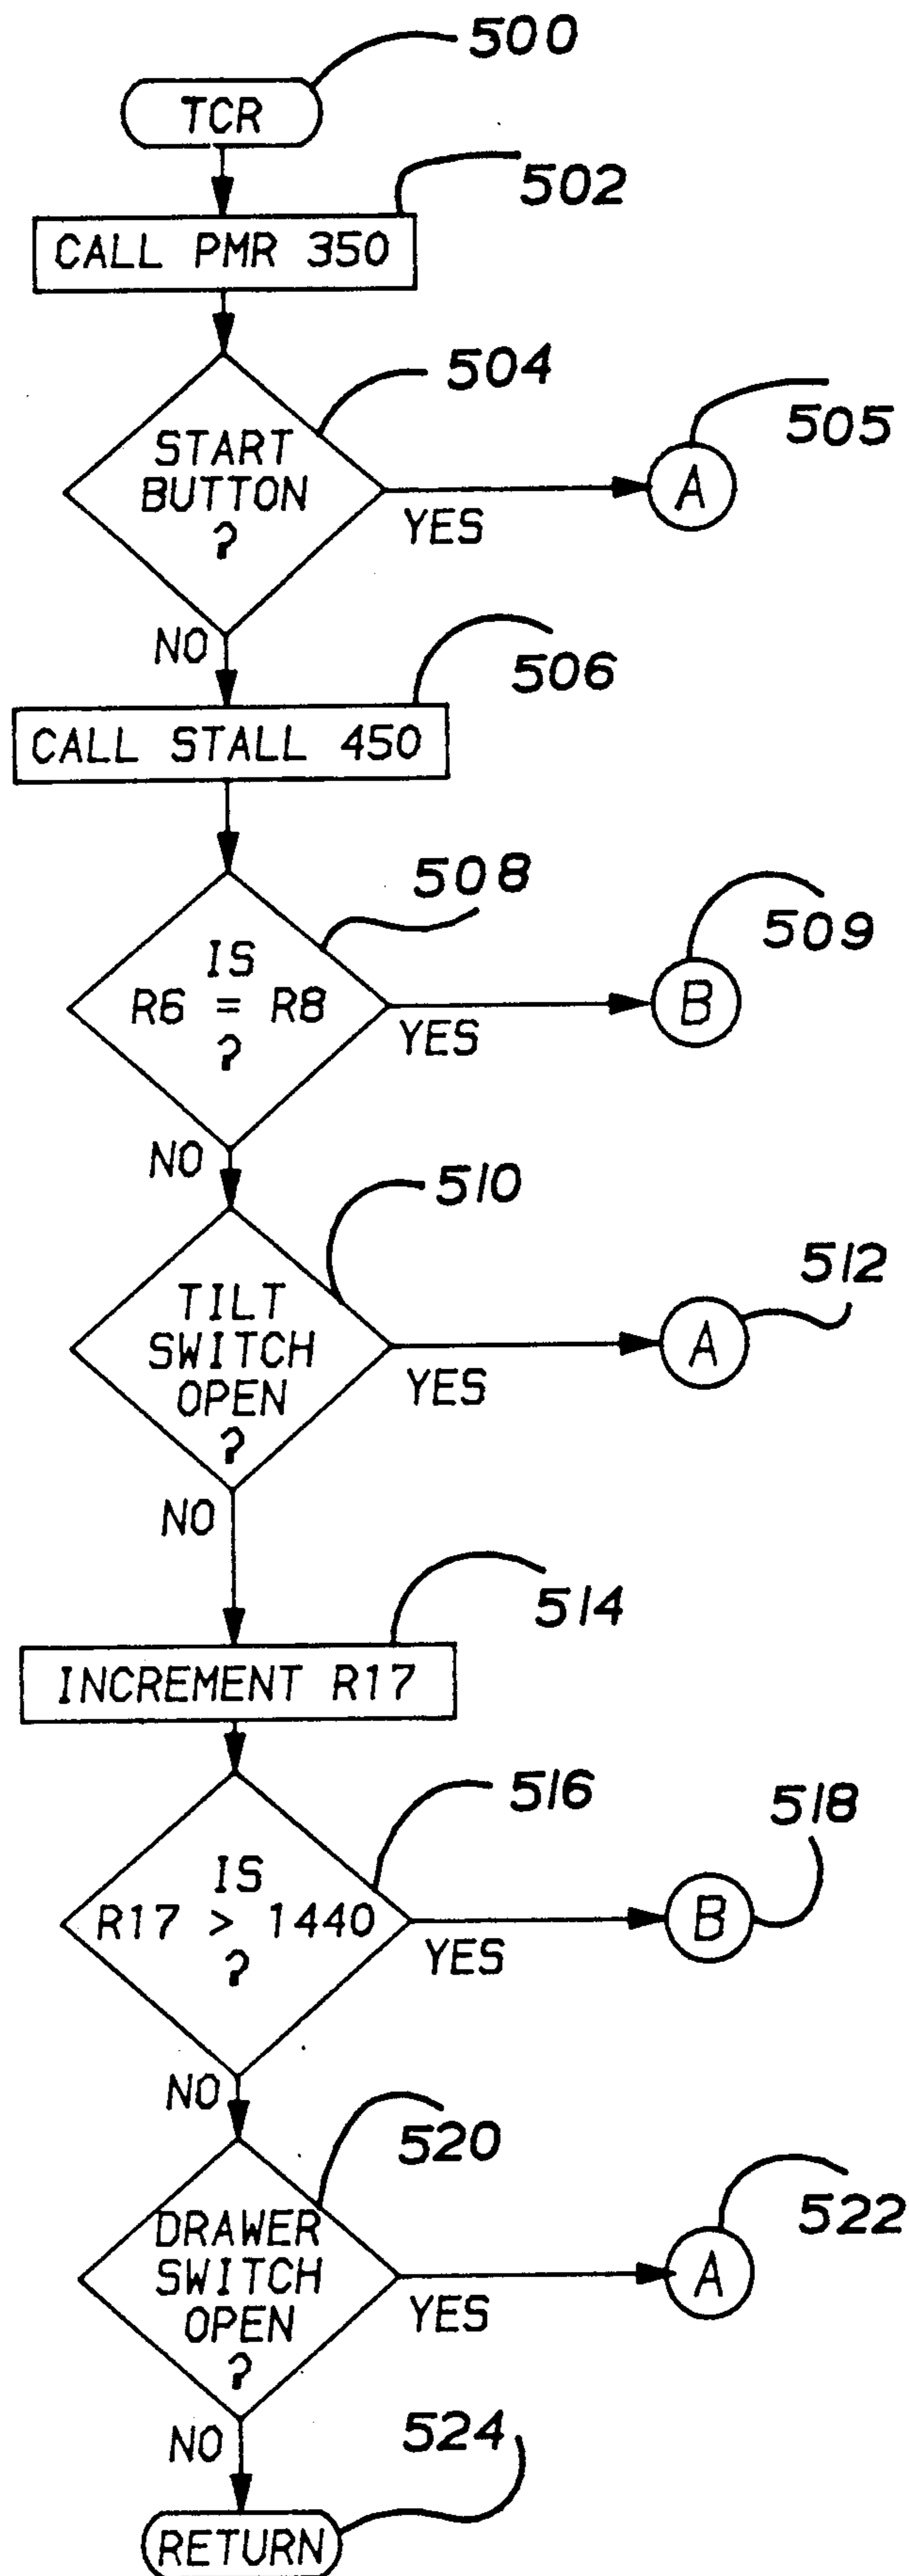 500
TCR
502
CALL PMR 350
504
505
START
BUTTON
?
A
YES
NO
506
CALL STALL 450
508
509
IS
R6 = R8
?
B
YES
NO
510
512
TILT
SWITCH
OPEN
?
A
YES
NO
514
INCREMENT R17
516
518
IS
R17 > 1440
?
B
YES
NO
520
522
DRAWER
SWITCH
OPEN
?
A
YES
NO
524
RETURN